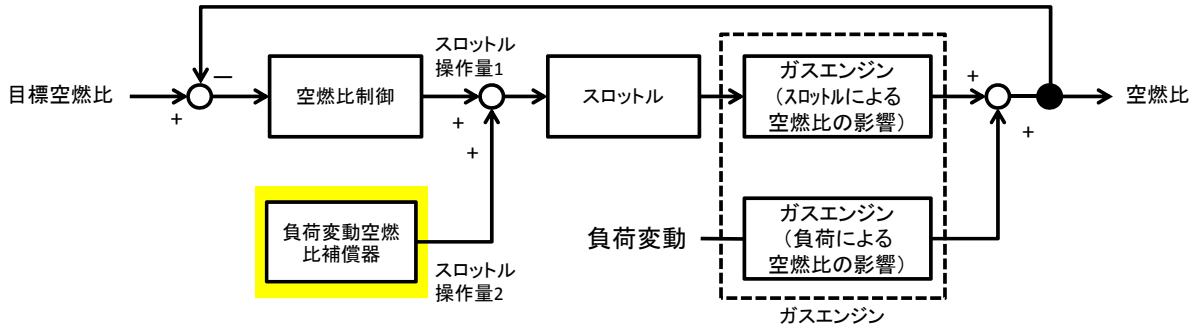 スロットル
操作量1
目標空燃比
−
+
空燃比制御
+
+
スロットル
ガスエンジン
(スロットルによる
空燃比の影響)
+
+
空燃比
負荷変動空燃
比補償器
スロットル
操作量2
負荷変動
ガスエンジン
(負荷による
空燃比の影響)
ガスエンジン